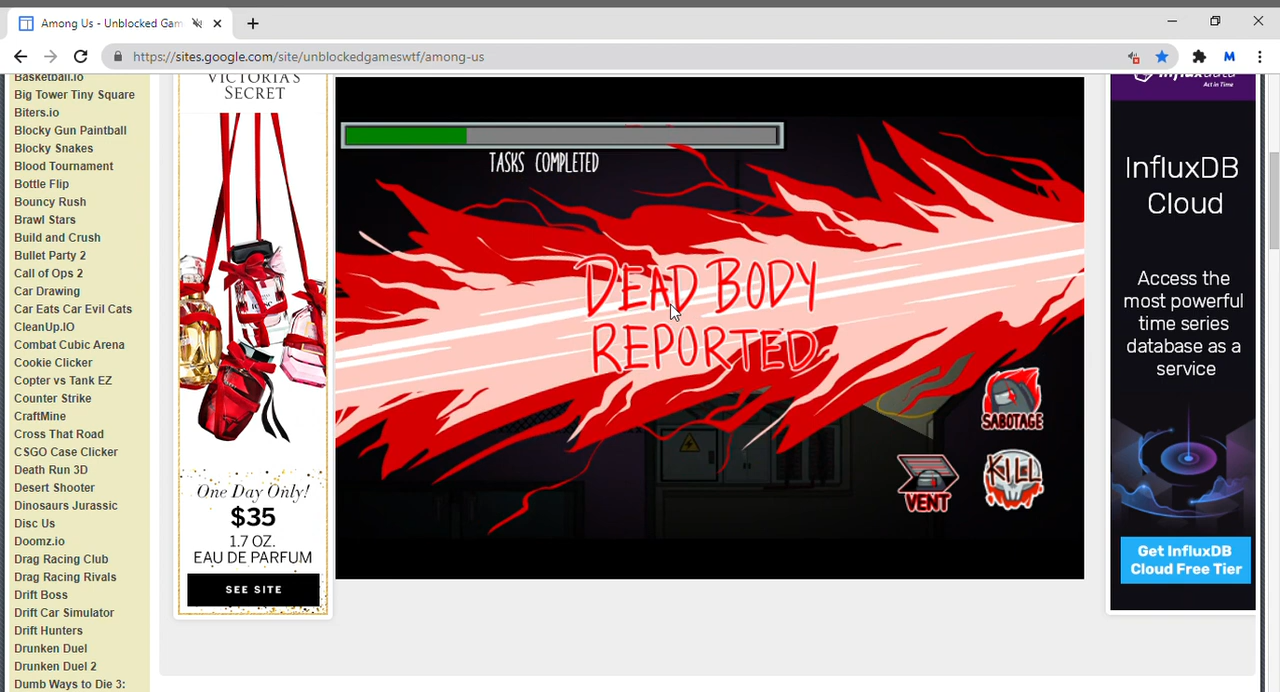 Among Us - Unblocked Gam
https://sites.google.com/site/unblockedgameswtf/among-us
M
Basketball.io
Big Tower Tiny Square
Biters.io
Blocky Gun Paintball
Blocky Snakes
Blood Tournament
Bottle Flip
Bouncy Rush
Brawl Stars
Build and Crush
Bullet Party 2
Call of Ops 2
Car Drawing
Car Eats Car Evil Cats
CleanUp.IO
Combat Cubic Arena
Cookie Clicker
Copter vs Tank EZ
Counter Strike
CraftMine
Cross That Road
CSGO Case Clicker
Death Run 3D
Desert Shooter
Dinosaurs Jurassic
Disc Us
Doomz.io
Drag Racing Club
Drag Racing Rivals
Drift Boss
Drift Car Simulator
Drift Hunters
Drunken Duel
Drunken Duel 2
Dumb Ways to Die 3:
VICTORIA'S
SECRET
One Day Only!
$35
1.7 OZ.
EAU DE PARFUM
SEE SITE
TASKS COMPLETED
DEAD BODY
REPORTED
SABOTAGE
VENT
KILL
Act in Time
InfluxDB
Cloud
Access the
most powerful
time series
database as a
service
Get InfluxDB
Cloud Free Tier